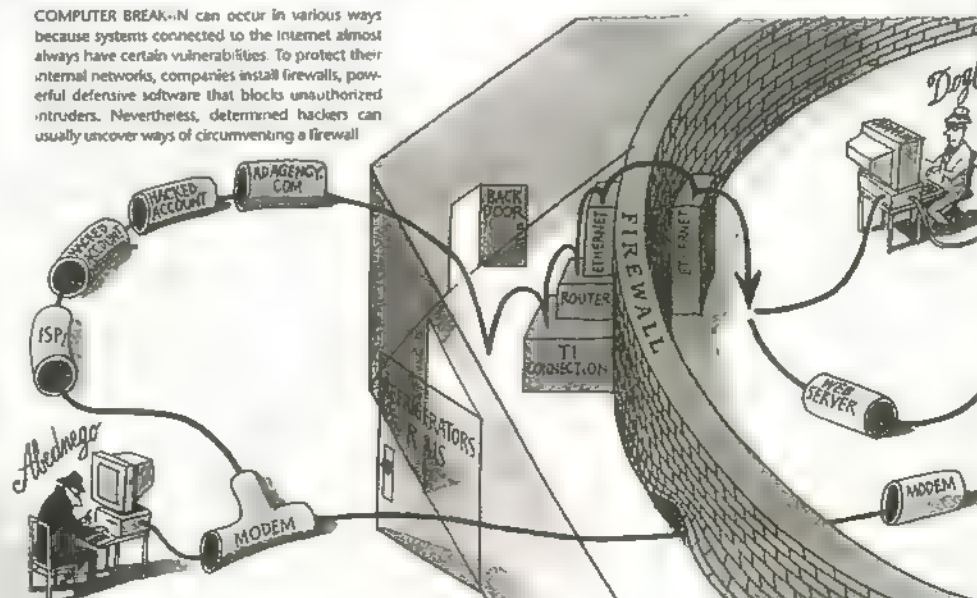 COMPUTER BREAK-IN can occur in various ways
because systems connected to the Internet almost
always have certain vulnerabilities. To protect their
internal networks, companies install firewalls, pow-
erful defensive software that blocks unauthorized
intruders. Nevertheless, determined hackers can
usually uncover ways of circumventing a firewall
ADAGENCY.
COM
HACKED
ACCOUNT
HACKED
ACCOUNT
ISP
Abednego
MODEM
BACK
DOOR
ETHERNET
ROUTER
T1
CONNECTION
FIREWALL
ETHERNET
WEB
SERVER
MODEM